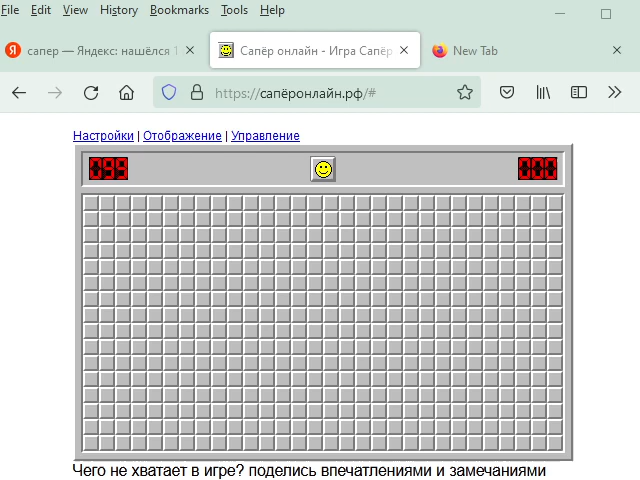 File Edit View History Bookmarks Tools Help
сапер — Яндекс: нашёлся Сапёр онлайн - Игра Сапёр New Tab
https://сапёронлайн.рф/#
Настройки | Отображение | Управление
099 000
Чего не хватает в игре? поделись впечатлениями и замечаниями